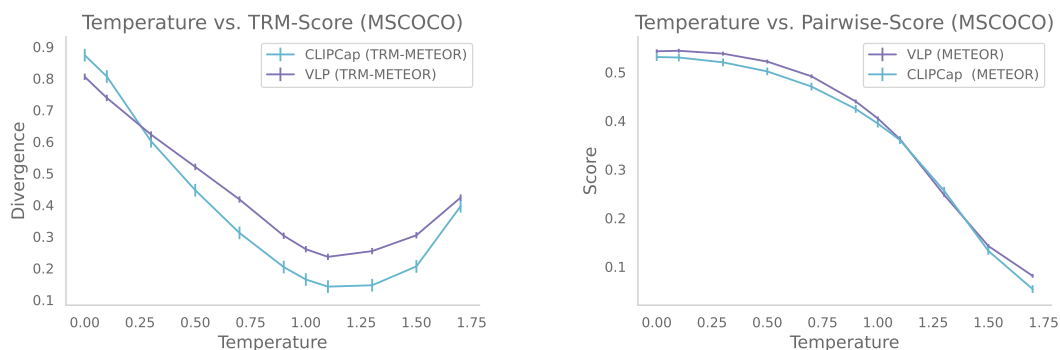 Temperature vs. TRM-Score (MSCOCO)
CLIPCap (TRM-METEOR)
VLP (TRM-METEOR)
Divergence
0.9
0.8
0.7
0.6
0.5
0.4
0.3
0.2
0.1
0.00 0.25 0.50 0.75 1.00 1.25 1.50 1.75
Temperature
Temperature vs. Pairwise-Score (MSCOCO)
VLP (METEOR)
CLIPCap (METEOR)
Score
0.5
0.4
0.3
0.2
0.1
0.00 0.25 0.50 0.75 1.00 1.25 1.50 1.75
Temperature